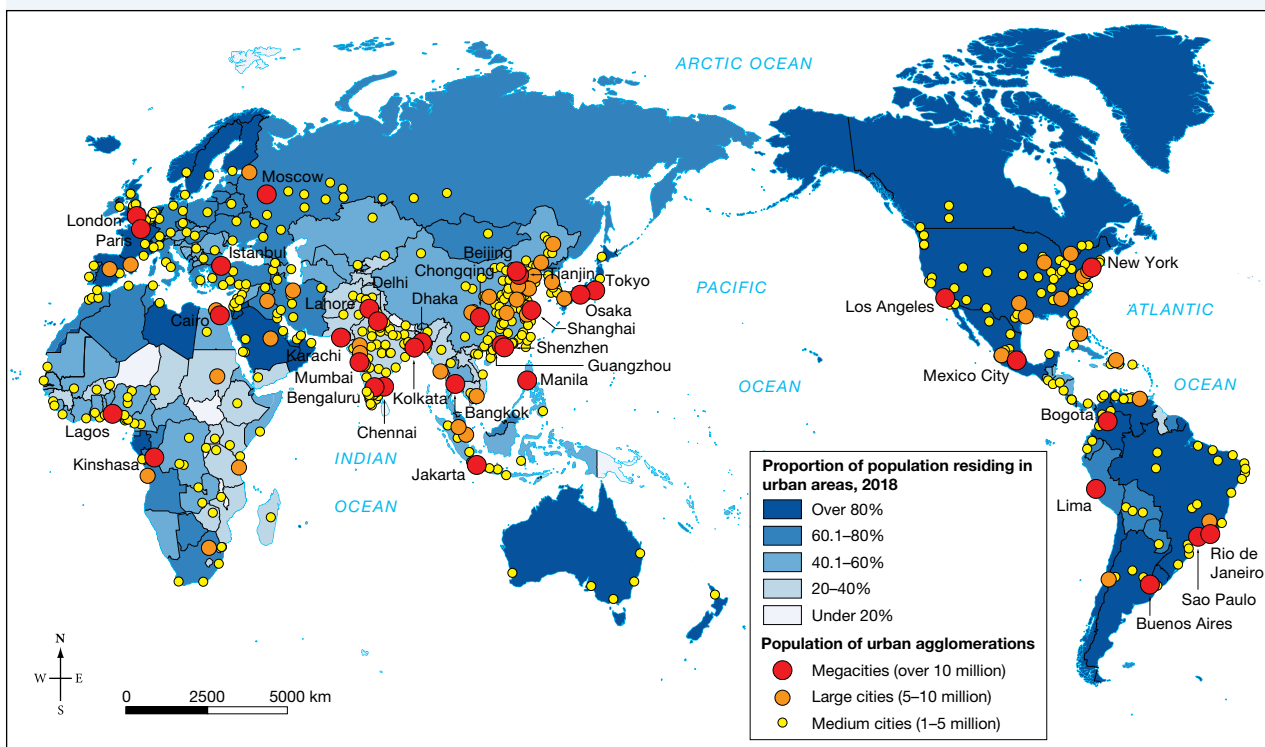 ARCTIC OCEAN
Moscow
London
Paris
Istanbul
Beijing
Chongqing
Tianjin
Delhi
Tokyo
Lahore
Dhaka
Osaka
Cairo
Shanghai
Karachi
Shenzhen
Guangzhou
Mumbai
Manila
Bengaluru
Kolkata
Bangkok
Chennai
Lagos
Kinshasa
Jakarta
INDIAN
OCEAN
PACIFIC
OCEAN
New York
Los Angeles
ATLANTIC
OCEAN
Mexico City
Bogota
Lima
Rio de
Janeiro
Sao Paulo
Buenos Aires
Proportion of population residing in
urban areas, 2018
Over 80%
60.1–80%
40.1–60%
20–40%
Under 20%
Population of urban agglomerations
Megacities (over 10 million)
Large cities (5–10 million)
Medium cities (1–5 million)
N
W E
S
0 2500 5000 km